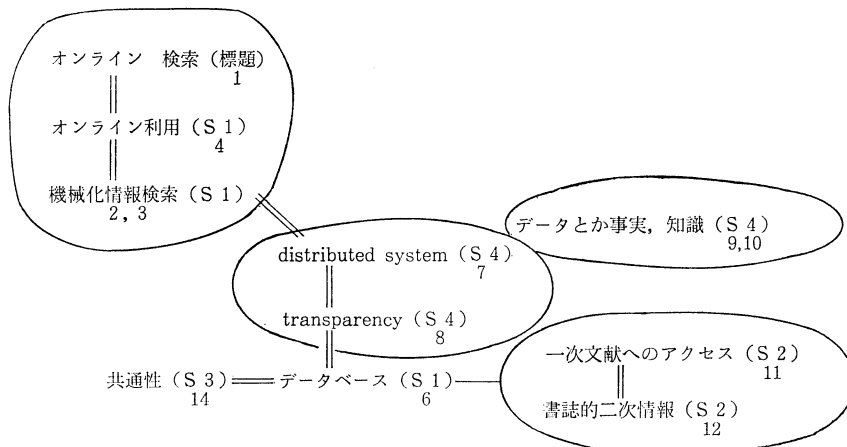 オンライン 検索(標題)
1
オンライン利用(S 1)
4
機械化情報検索(S 1)
2, 3
データとか事実, 知識(S 4)
9,10
distributed system(S 4)
7
transparency(S 4)
8
一次文献へのアクセス(S 2)
11
共通性(S 3)
14
データベース(S 1)
6
書誌的二次情報(S 2)
12